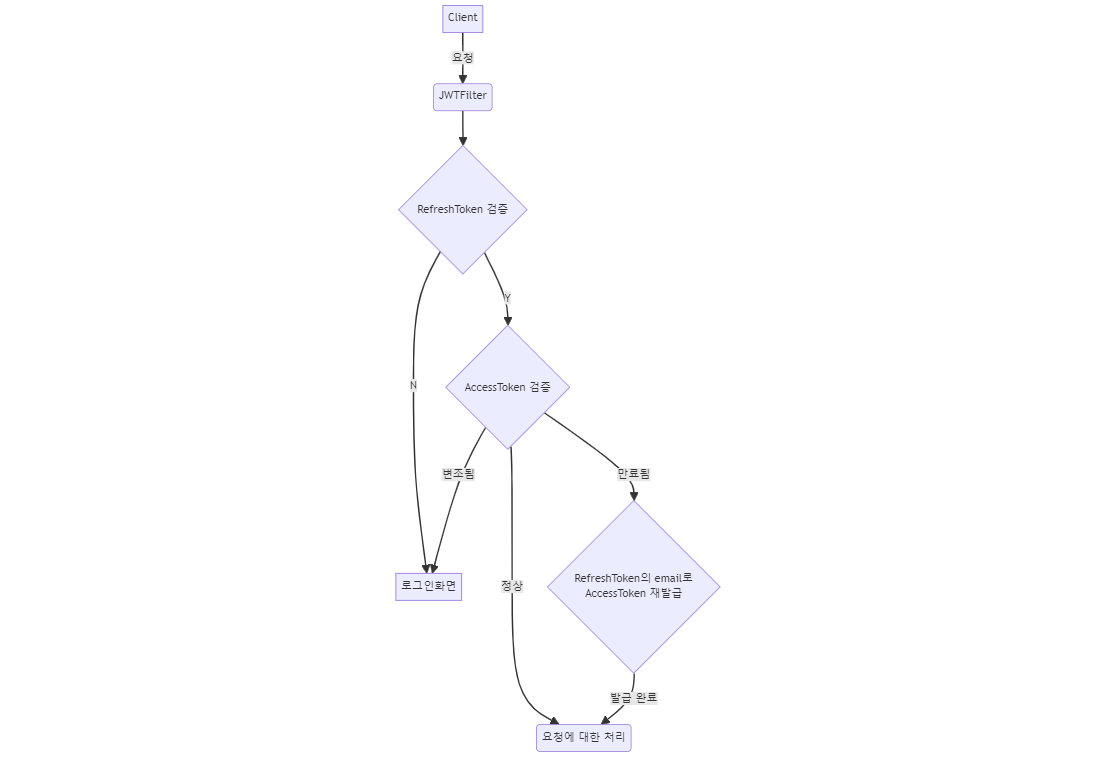 Client
요청
JWTFilter
RefreshToken 검증
Y
N
AccessToken 검증
변조됨
만료됨
로그인화면
정상
RefreshToken의 email로
AccessToken 재발급
발급 완료
요청에 대한 처리